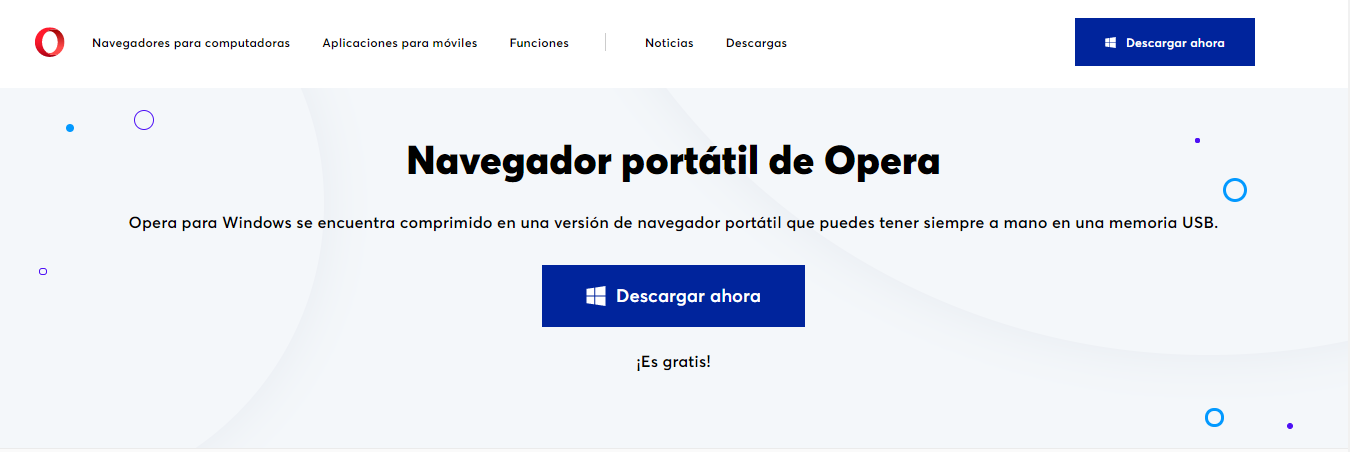 Navegadores para computadoras Aplicaciones para móviles Funciones Noticias Descargas Descargar ahora
Navegador portátil de Opera
Opera para Windows se encuentra comprimido en una versión de navegador portátil que puedes tener siempre a mano en una memoria USB.
Descargar ahora
¡Es gratis!